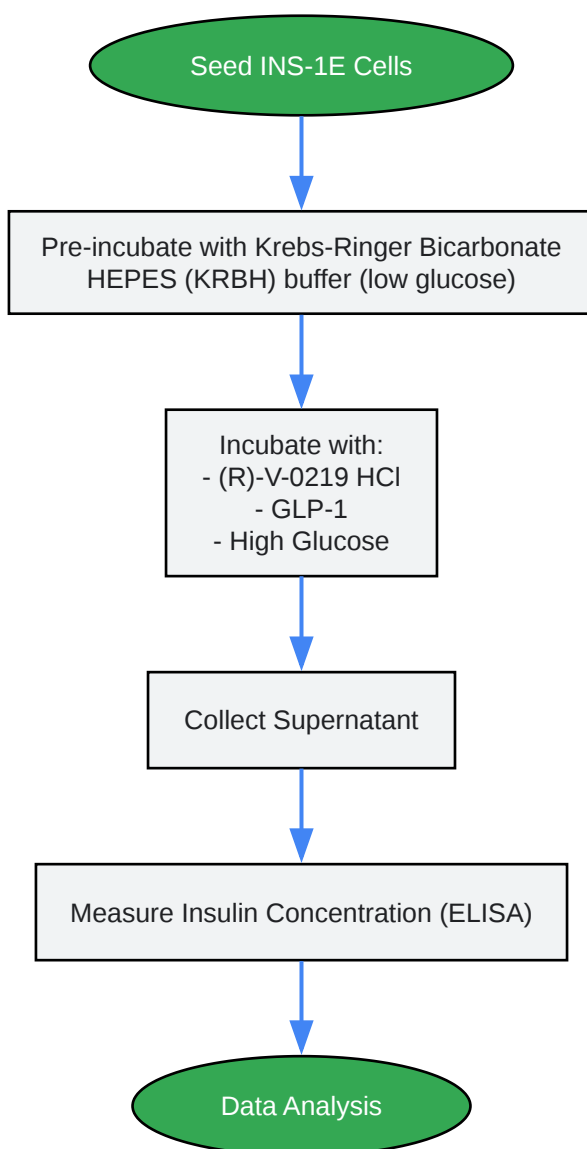 Seed INS-1E Cells
Pre-incubate with Krebs-Ringer Bicarbonate
HEPES (KRBH) buffer (low glucose)
Incubate with:
- (R)-V-0219 HCl
- GLP-1
- High Glucose
Collect Supernatant
Measure Insulin Concentration (ELISA)
Data Analysis